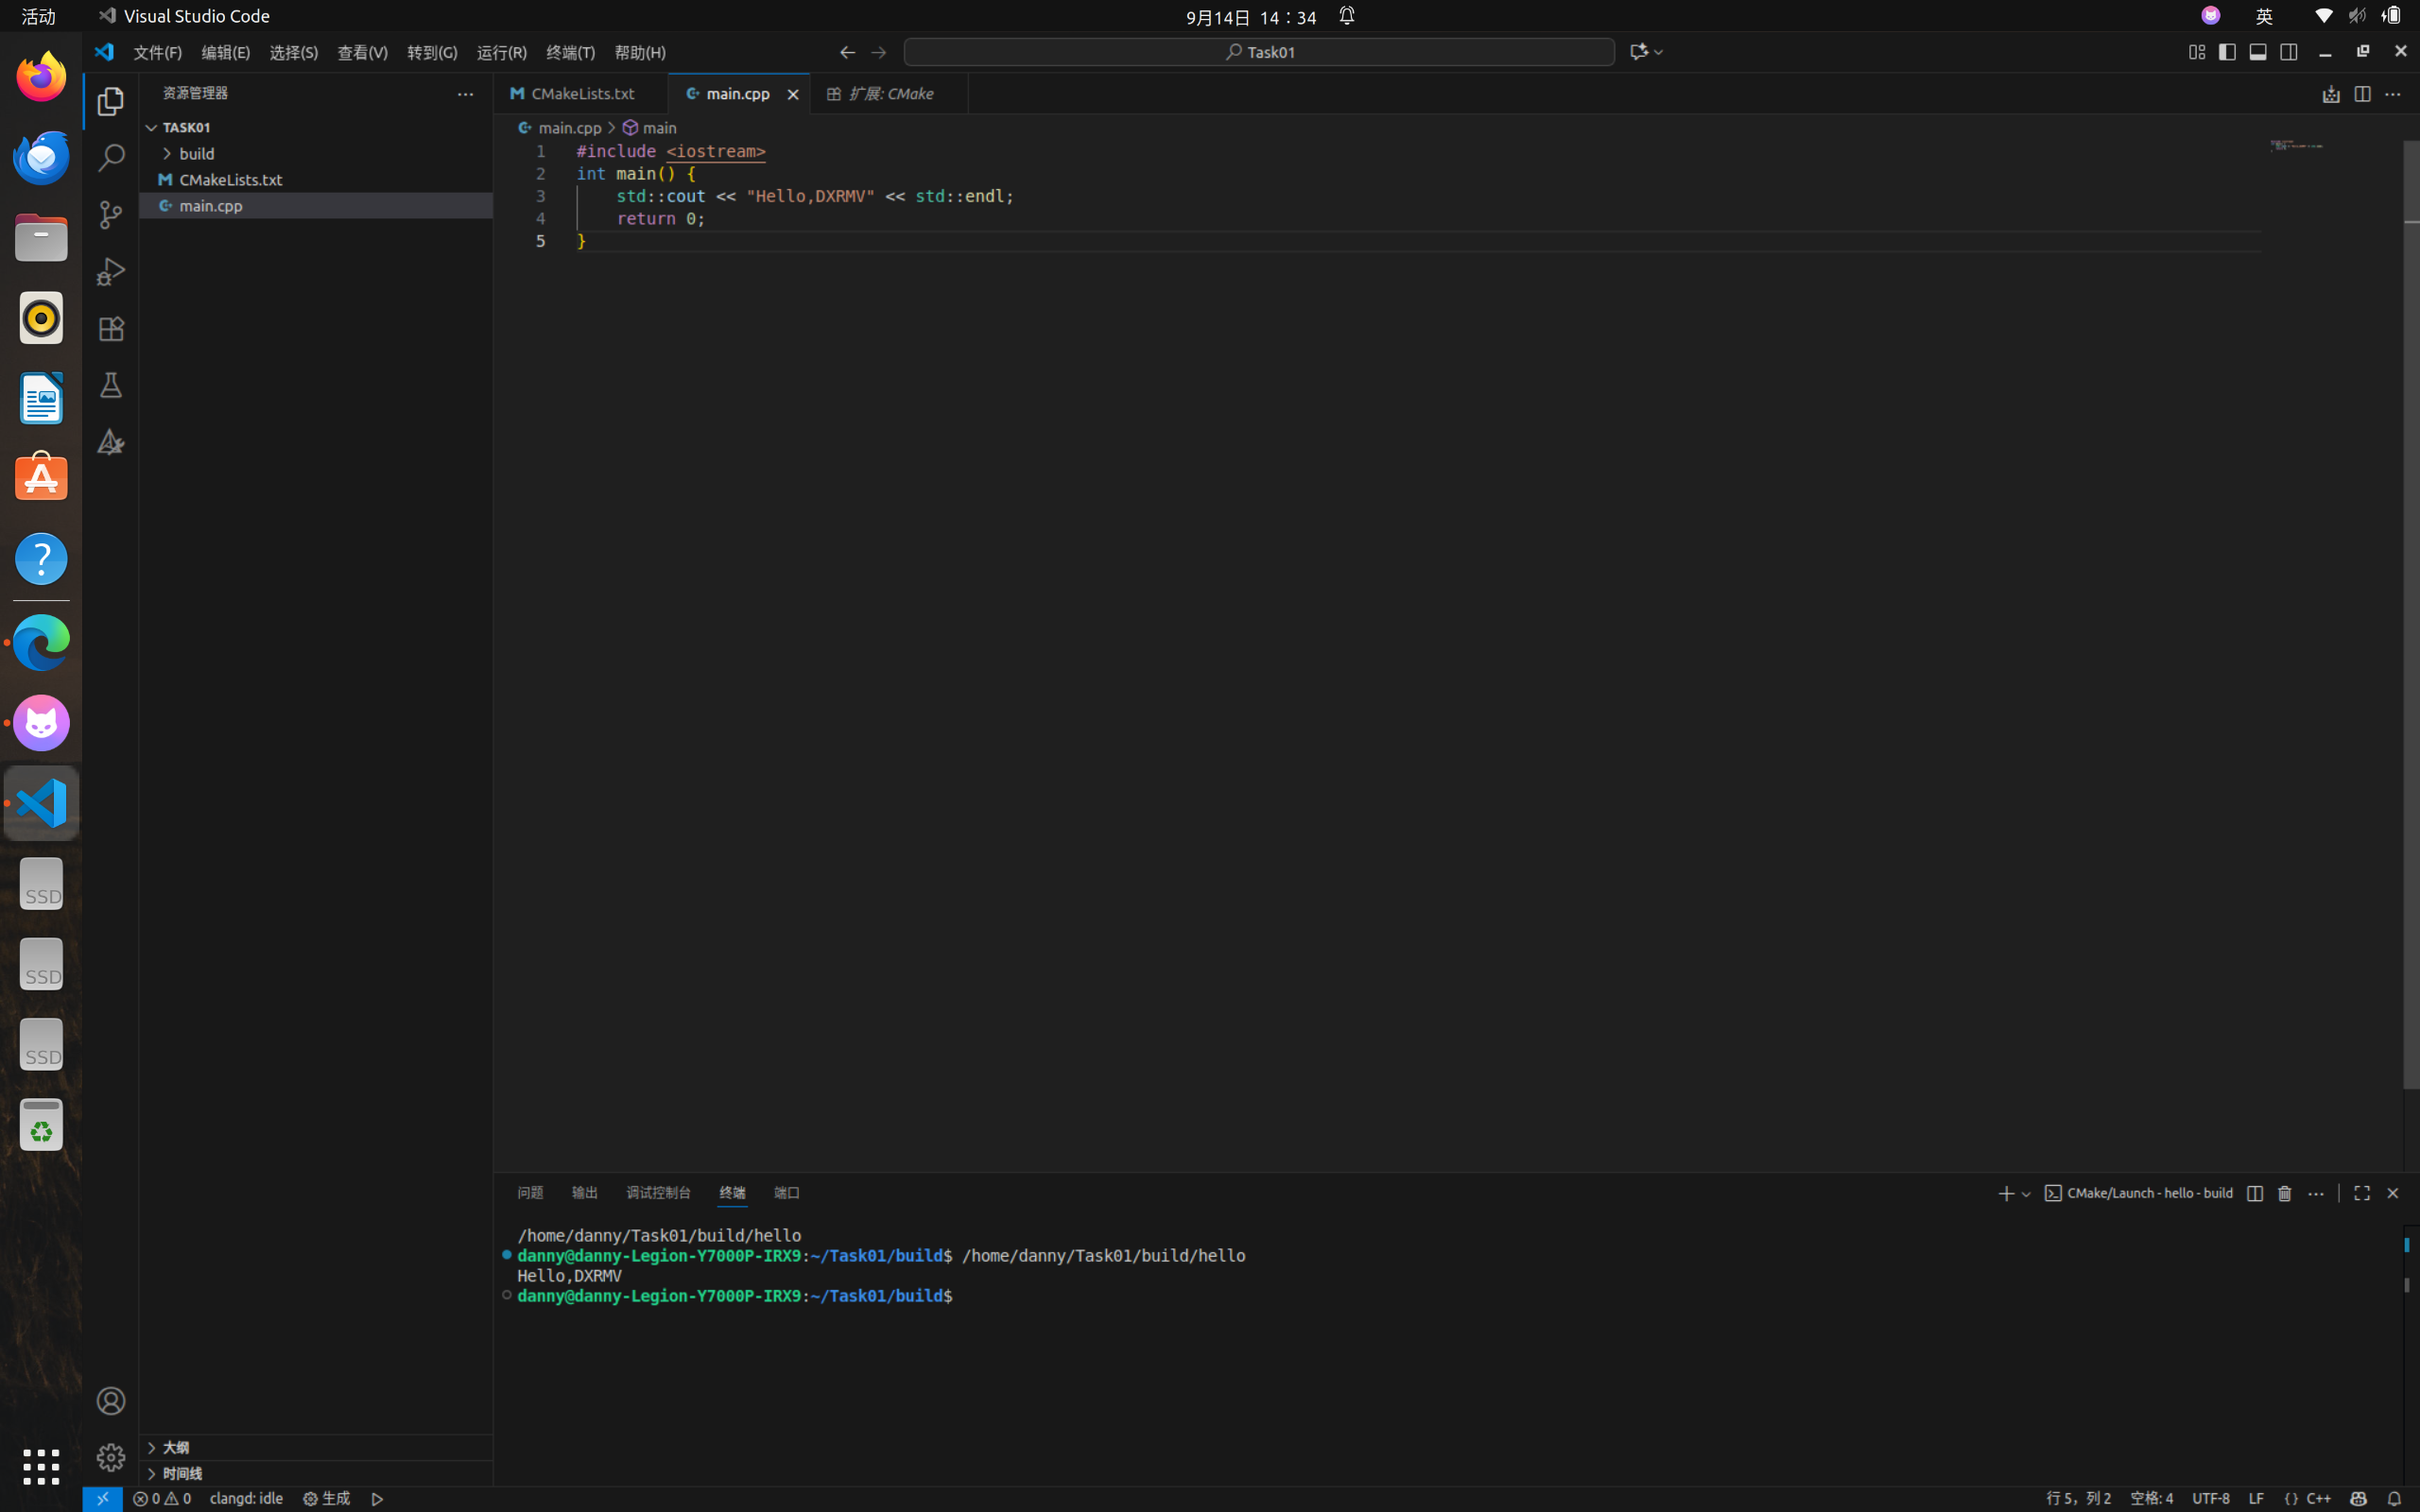 活动
Visual Studio Code
9月14日 14：34
英
文件(F) 编辑(E) 选择(S) 查看(V) 转到(G) 运行(R) 终端(T) 帮助(H)
Task01
资源管理器
CMakeLists.txt
main.cpp
扩展: CMake
TASK01
build
CMakeLists.txt
main.cpp
main.cpp > main
1 #include <iostream>
2 int main() {
3 std::cout << "Hello,DXRMV" << std::endl;
4 return 0;
5 }
SSD
SSD
SSD
问题 输出 调试控制台 终端 端口
CMake/Launch - hello - build
/home/danny/Task01/build/hello
danny@danny-Legion-Y7000P-IRX9:~/Task01/build$ /home/danny/Task01/build/hello
Hello,DXRMV
danny@danny-Legion-Y7000P-IRX9:~/Task01/build$
大纲
时间线
0 0 clangd: idle 生成
行 5，列 2 空格: 4 UTF-8 LF {} C++